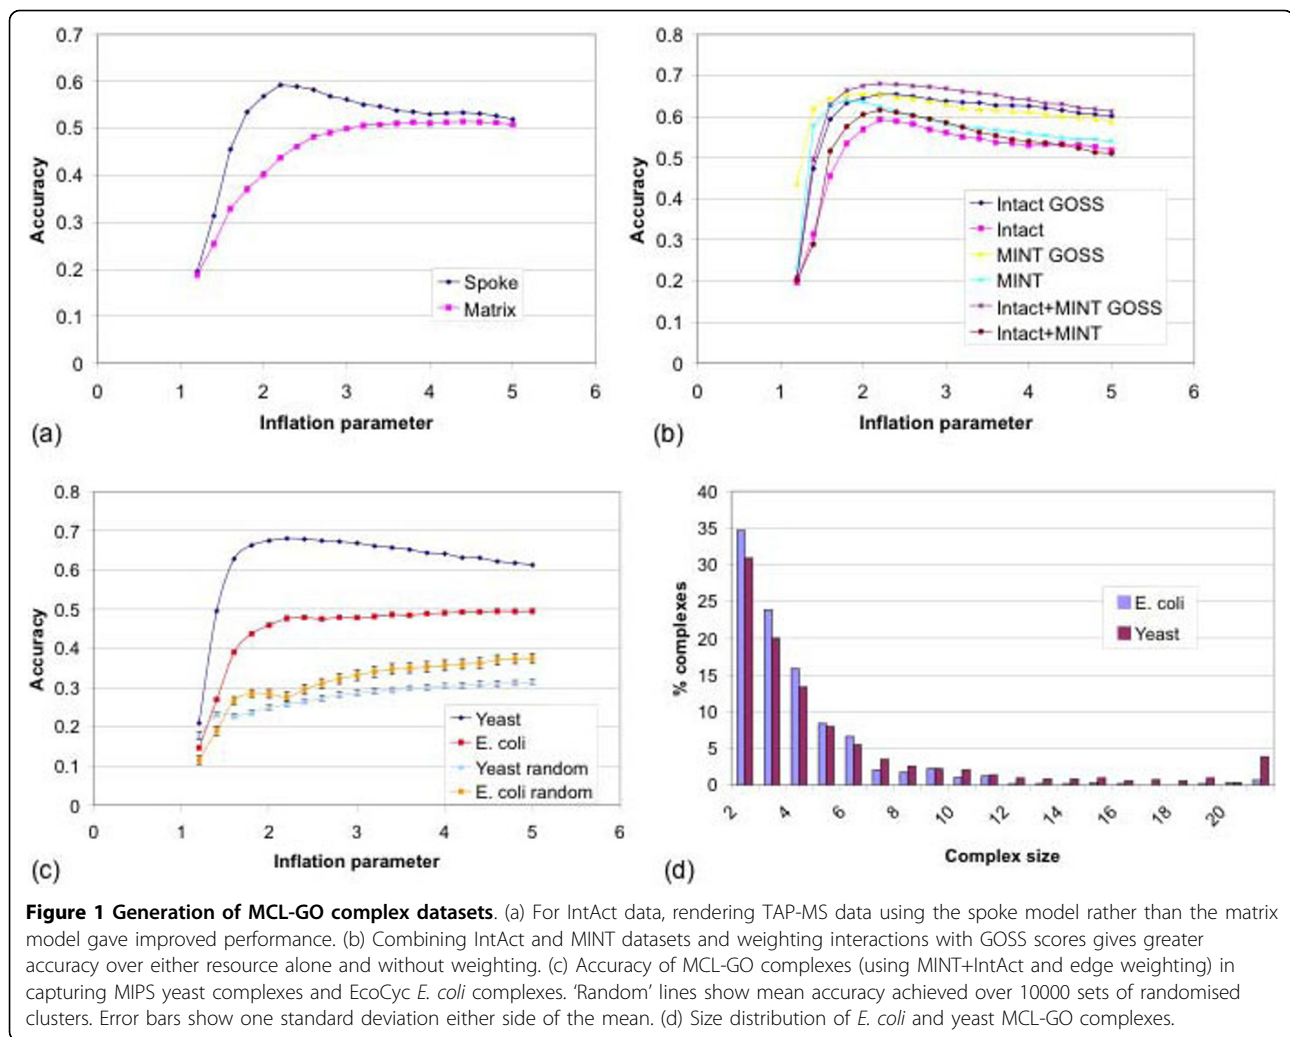 0.7
0.6
0.5
0.4
0.3
0.2
0.1
0
Accuracy
0 1 2 3 4 5 6
Inflation parameter
Spoke
Matrix
(a)
0.8
0.7
0.6
0.5
0.4
0.3
0.2
0.1
0
Accuracy
0 1 2 3 4 5 6
Inflation parameter
Intact GOSS
Intact
MINT GOSS
MINT
Intact+MINT GOSS
Intact+MINT
(b)
0.8
0.7
0.6
0.5
0.4
0.3
0.2
0.1
0
Accuracy
0 1 2 3 4 5 6
Inflation parameter
Yeast
E. coli
Yeast random
E. coli random
(c)
40
35
30
25
20
15
10
5
0
% complexes
2 4 6 8 10 12 14 16 18 20
Complex size
E. coli
Yeast
(d)
Figure 1 Generation of MCL-GO complex datasets. (a) For IntAct data, rendering TAP-MS data using the spoke model rather than the matrix
model gave improved performance. (b) Combining IntAct and MINT datasets and weighting interactions with GOSS scores gives greater
accuracy over either resource alone and without weighting. (c) Accuracy of MCL-GO complexes (using MINT+IntAct and edge weighting) in
capturing MIPS yeast complexes and EcoCyc E. coli complexes. ‘Random’ lines show mean accuracy achieved over 10000 sets of randomised
clusters. Error bars show one standard deviation either side of the mean. (d) Size distribution of E. coli and yeast MCL-GO complexes.